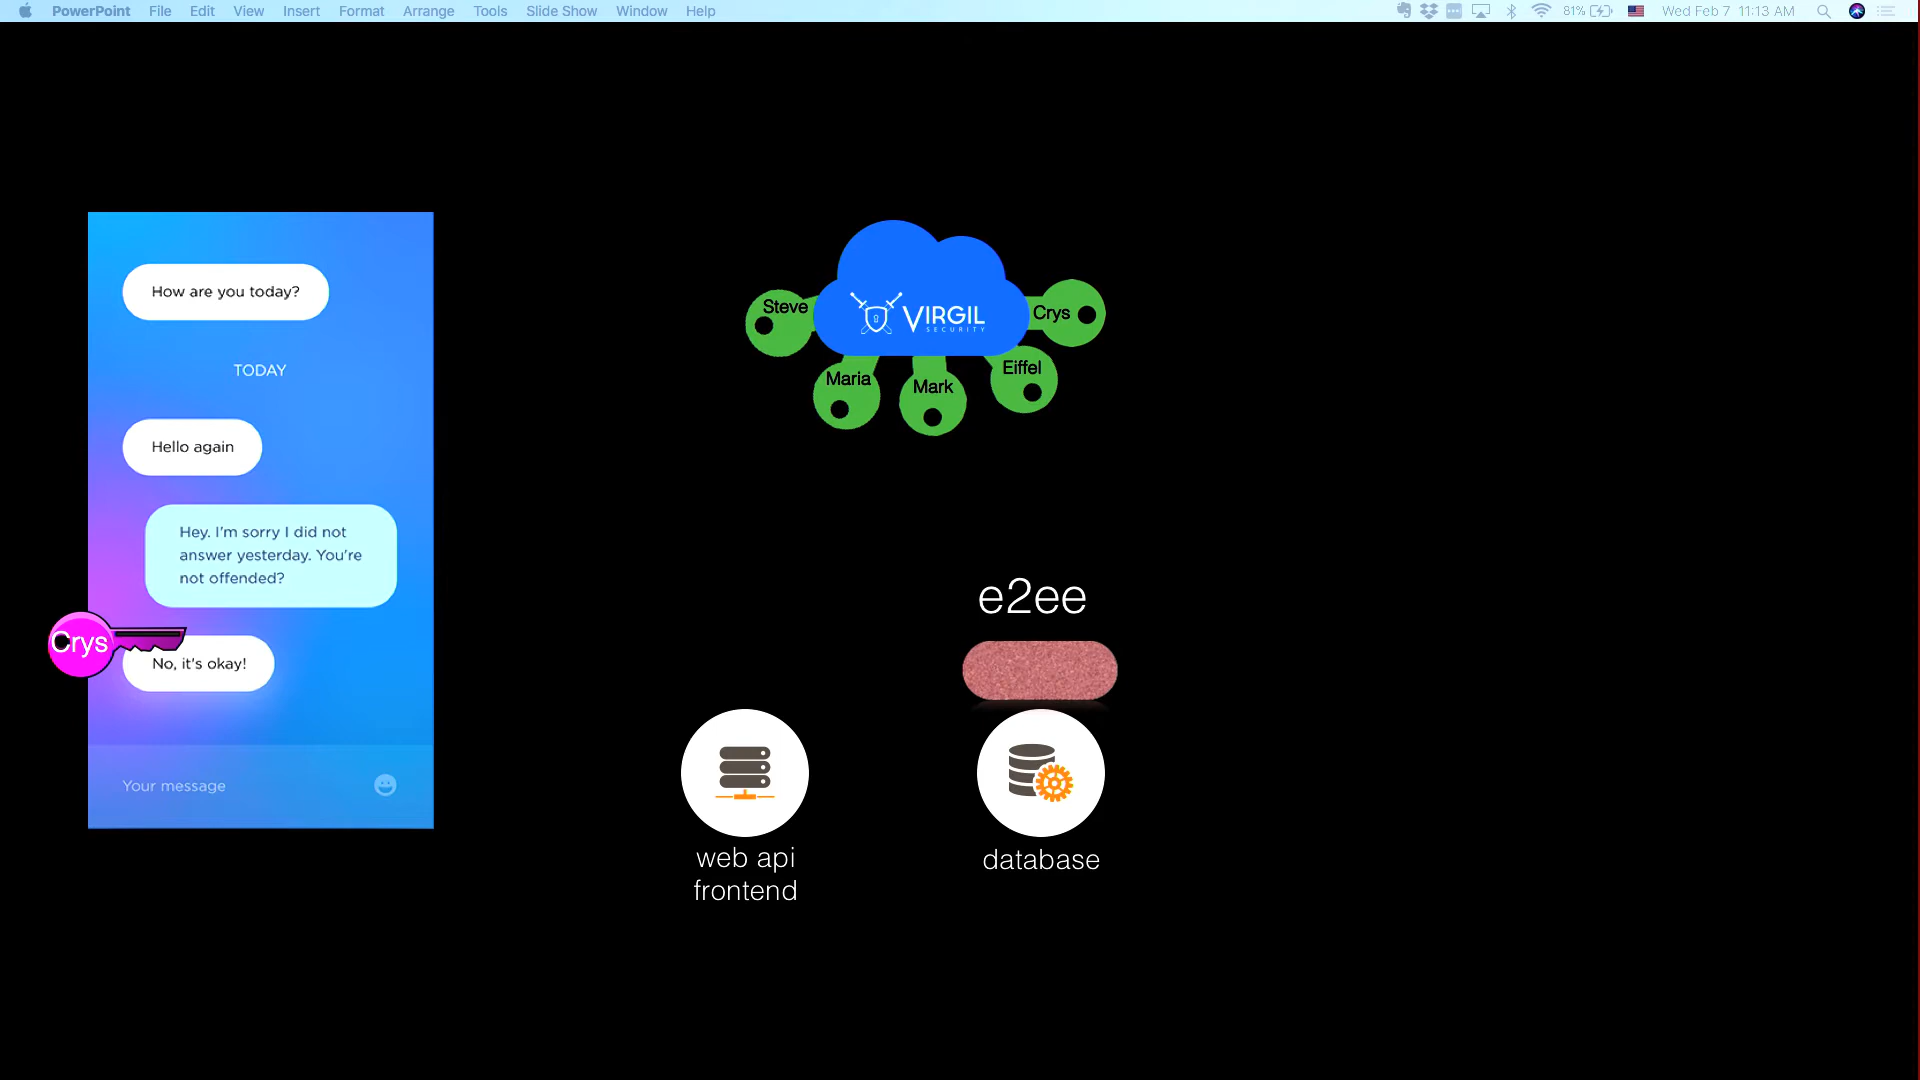 PowerPoint File Edit View Insert Format Arrange Tools Slide Show Window Help 81% Wed Feb 7 11:13 AM
How are you today?
TODAY
Hello again
Hey. I'm sorry I did not
answer yesterday. You're
not offended?
Crys
No, it's okay!
Your message
Steve
VIRGIL
SECURITY
Crys
Maria
Mark
Eiffel
e2ee
web api
frontend
database